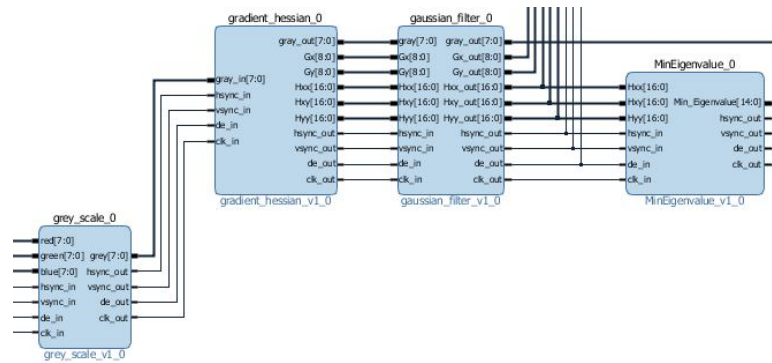 gradient_hessian_0
gray_in[7:0]
hsync_in
vsync_in
de_in
clk_in
gray_out[7:0]
Gx[8:0]
Gy[8:0]
Hxx[16:0]
Hxy[16:0]
Hyy[16:0]
hsync_out
vsync_out
de_out
clk_out
gradient_hessian_v1_0
gaussian_filter_0
gray[7:0] gray_out[7:0]
Gx[8:0] Gx_out[8:0]
Gy[8:0] Gy_out[8:0]
Hxx[16:0] Hxx_out[16:0]
Hxy[16:0] Hxy_out[16:0]
Hyy[16:0] Hyy_out[16:0]
hsync_in hsync_out
vsync_in vsync_out
de_in de_out
clk_in clk_out
gaussian_filter_v1_0
MinEigenvalue_0
Hxx[16:0]
Hxy[16:0] Min_Eigenvalue[14:0]
Hyy[16:0] hsync_out
hsync_in vsync_out
vsync_in de_out
de_in clk_out
clk_in
MinEigenvalue_v1_0
grey_scale_0
red[7:0]
green[7:0] grey[7:0]
blue[7:0] hsync_out
hsync_in vsync_out
vsync_in de_out
de_in clk_out
clk_in
grey_scale_v1_0